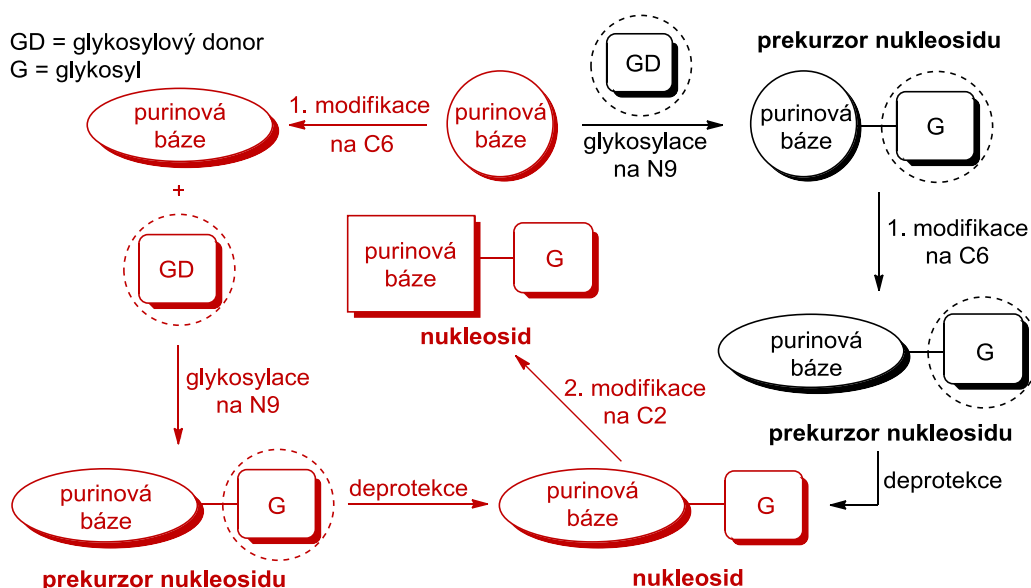 GD = glykosylový donor
G = glykosyl
purinová
báze
1. modifikace
na C6
purinová
báze
GD
glykosylace
na N9
prekurzor nukleosidu
purinová
báze
G
+
GD
purinová
báze
G
nukleosid
1. modifikace
na C6
glykosylace
na N9
2. modifikace
na C2
purinová
báze
G
prekurzor nukleosidu
purinová
báze
G
prekurzor nukleosidu
deprotekce
purinová
báze
G
nukleosid
deprotekce